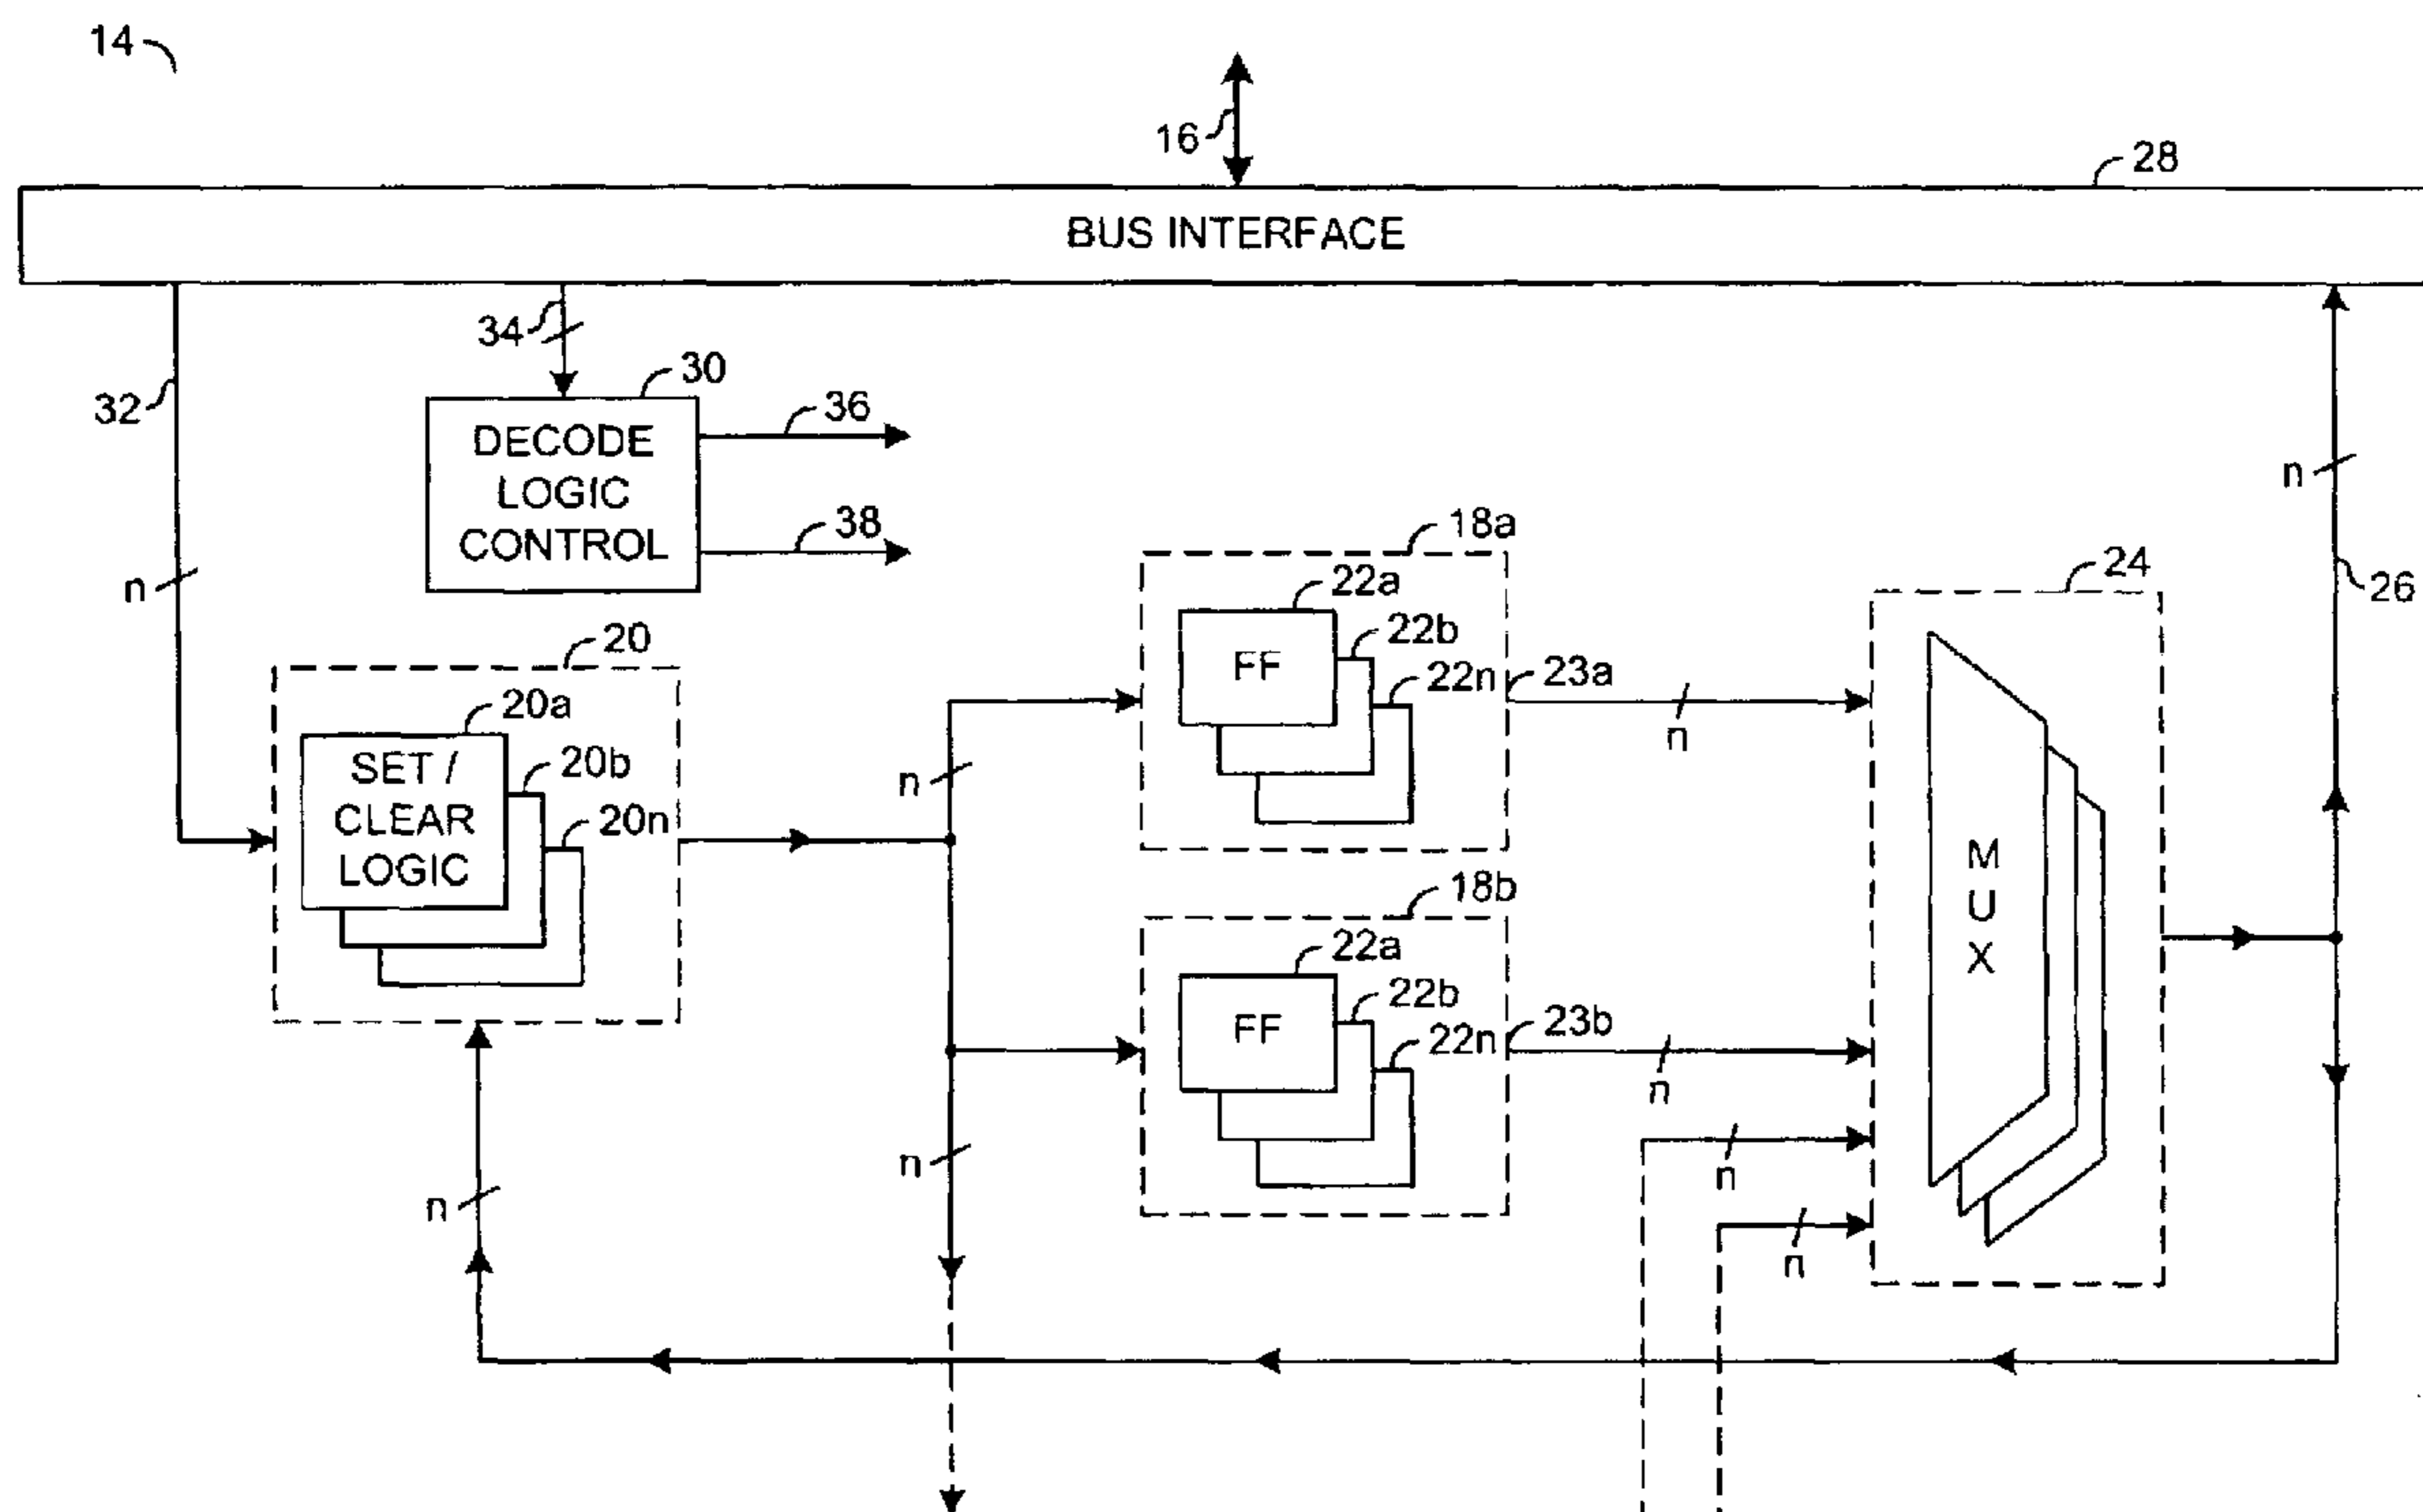 14
16
28
BUS INTERFACE
34
32
30
36
DECODE
LOGIC
CONTROL
38
n
n
18a
24
26
22a
22b
22n
FF
23a
n
20
20a
20b
20n
SET /
CLEAR
LOGIC
n
M
U
X
18b
22a
22b
22n
FF
23b
n
n
n
n
n